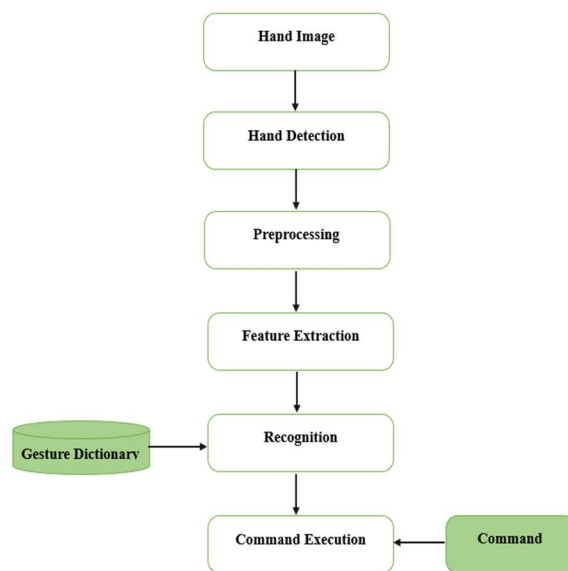 Hand Image
Hand Detection
Preprocessing
Feature Extraction
Recognition
Gesture Dictionary
Command Execution
Command